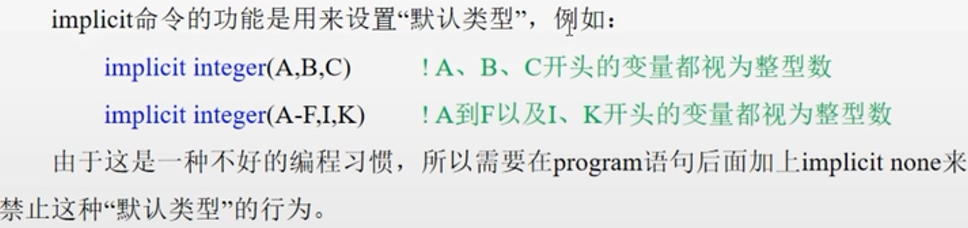 implicit命令的功能是用来设置“默认类型”，例如：
implicit integer(A,B,C) ！A、B、C开头的变量都视为整型数
implicit integer(A-F,I,K) ！A到F以及I、K开头的变量都视为整型数
由于这是一种不好的编程习惯，所以需要在program语句后面加上implicit none来
禁止这种“默认类型”的行为。